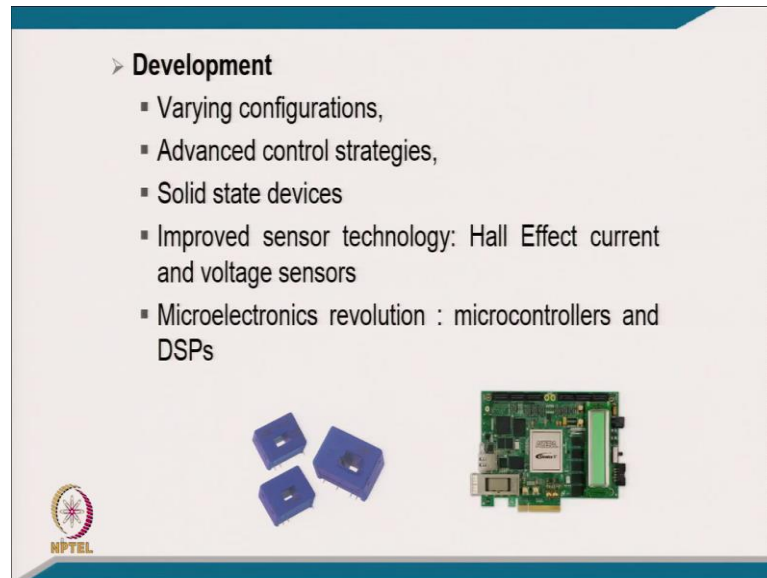 ➢ Development
▪ Varying configurations,
▪ Advanced control strategies,
▪ Solid state devices
▪ Improved sensor technology: Hall Effect current
and voltage sensors
▪ Microelectronics revolution : microcontrollers and
DSPs
NPTEL